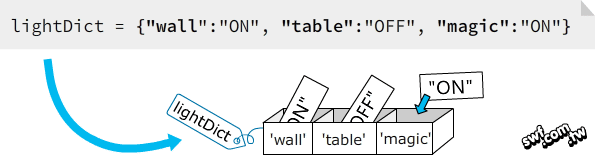 lightDict = {"wall":"ON", "table":"OFF", "magic":"ON"}
"ON"
lightDict
ON"
OFF"
'wall' 'table' 'magic'
swf.com.tw